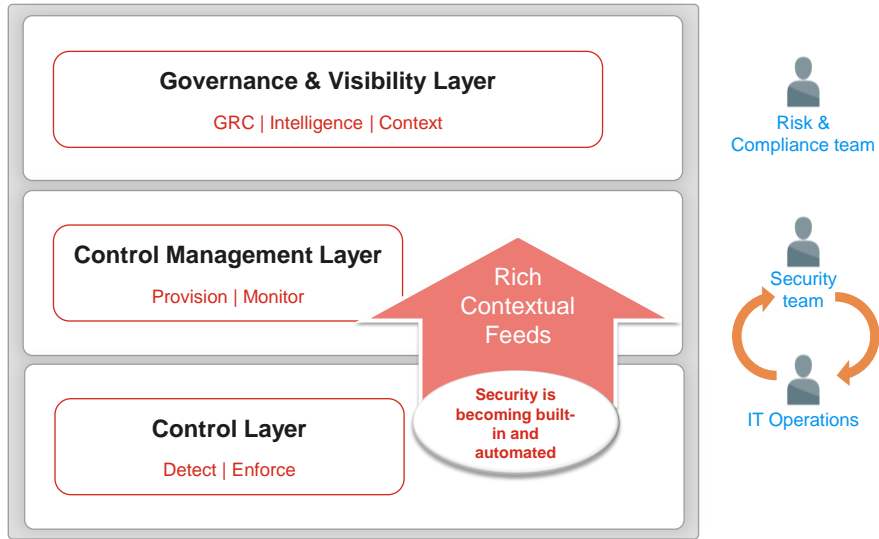 Governance & Visibility Layer
GRC | Intelligence | Context
Risk &
Compliance team
Control Management Layer
Provision | Monitor
Rich
Contextual
Feeds
Security
team
Security is
becoming built-
in and
automated
Control Layer
Detect | Enforce
IT Operations